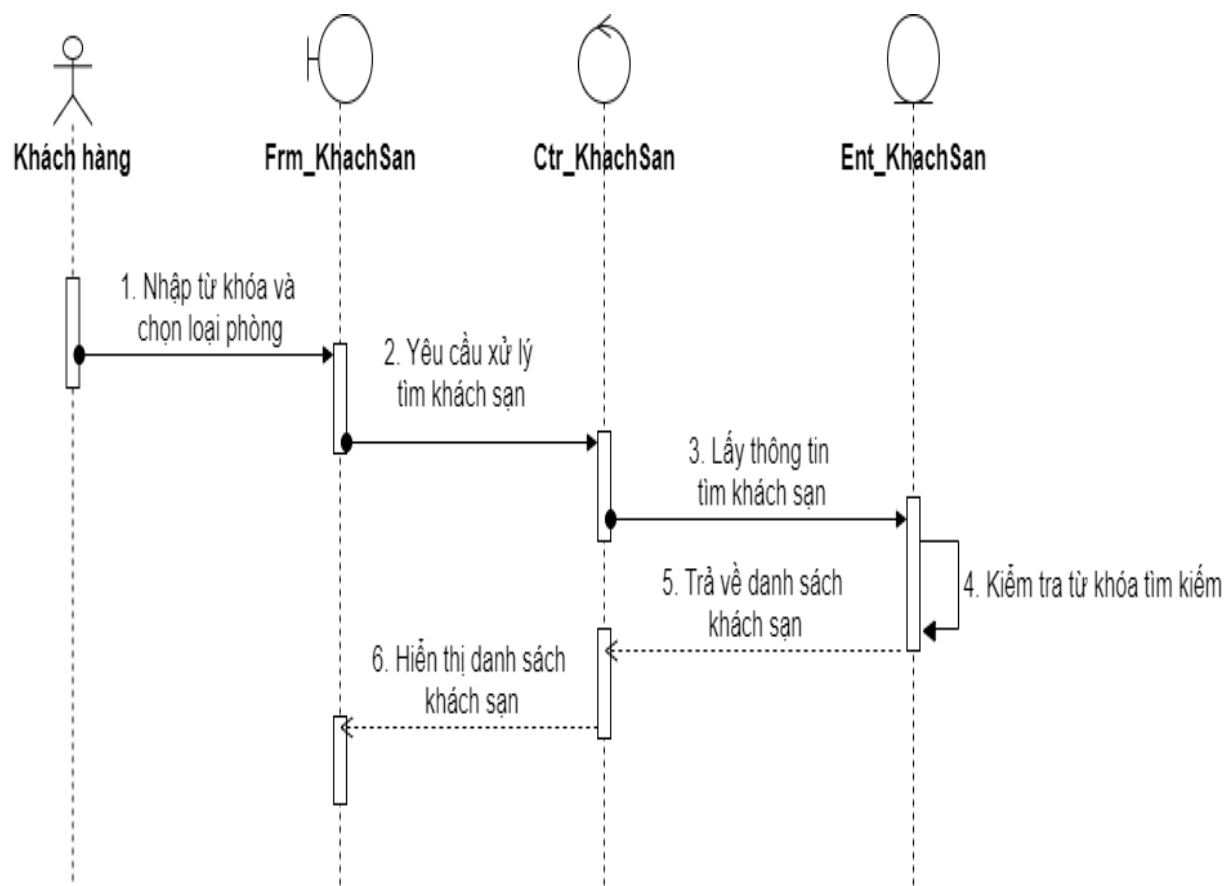 Khách hàng
Frm_KhachSan
Ctr_KhachSan
Ent_KhachSan
1. Nhập từ khóa và
chọn loại phòng
2. Yêu cầu xử lý
tìm khách sạn
3. Lấy thông tin
tìm khách sạn
4. Kiểm tra từ khóa tìm kiếm
5. Trả về danh sách
khách sạn
6. Hiển thị danh sách
khách sạn